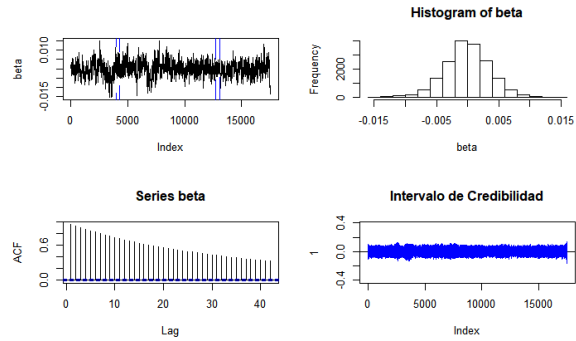 beta
0.010
-0.015
0
5000
10000
15000
Index
Histogram of beta
Frequency
2000
0
-0.015
-0.005
0.005
0.015
beta
Series beta
ACF
0.6
0.0
0
10
20
30
40
Lag
Intervalo de Credibilidad
1
0.4
0.0
-0.4
0
5000
10000
15000
Index